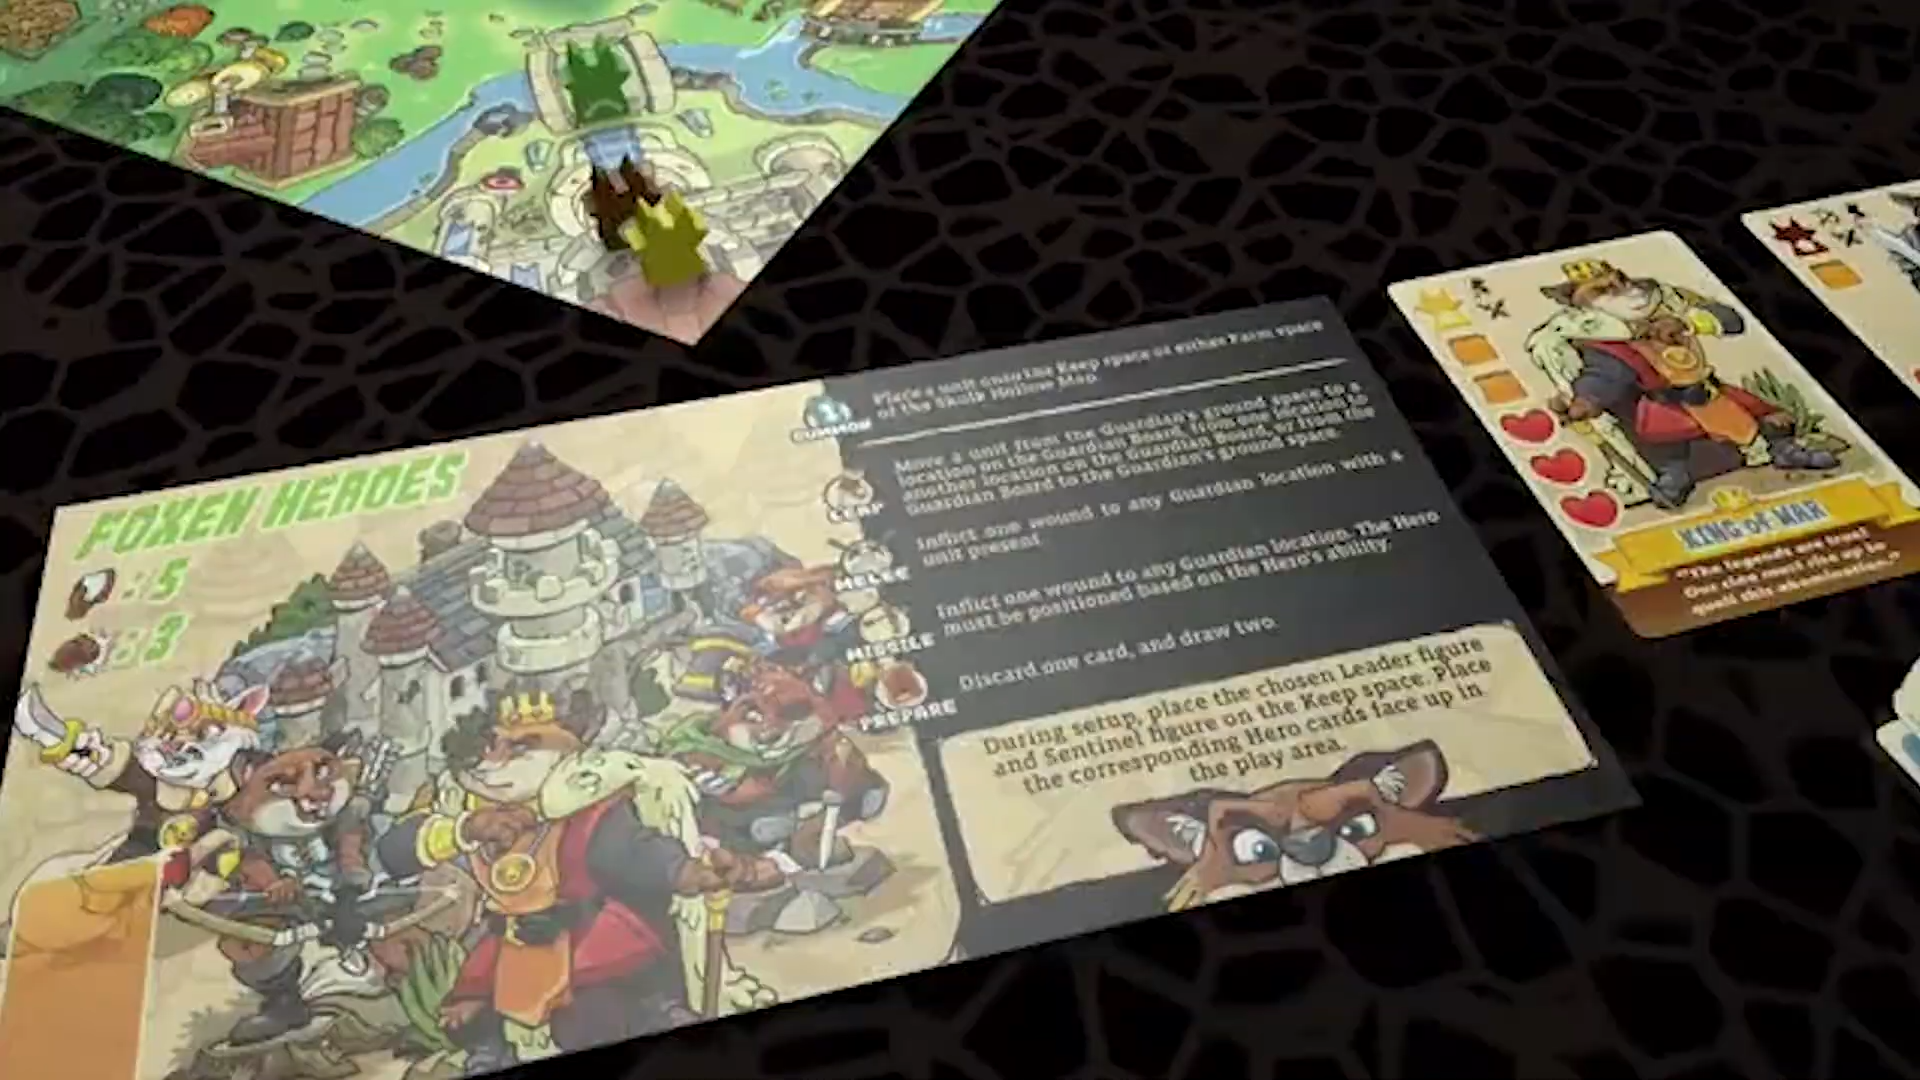 FOXEN HEROES
:5
:3
SUMMON
Place a unit onto the Keep space or either Farm space
of the Skulk Hollow Map.
LEAP
Move a unit from the Guardian's ground space to a
location on the Guardian Board, from one location to
another location on the Guardian Board, or from the
Guardian Board to the Guardian's ground space.
MELEE
Inflict one wound to any Guardian location with a
unit present.
MISSILE
Inflict one wound to any Guardian location. The Hero
must be positioned based on the Hero's ability.
PREPARE
Discard one card, and draw two.
During setup, place the chosen Leader figure
and Sentinel figure on the Keep space. Place
the corresponding Hero cards face up in
the play area.
KING of WAR
"The legends are true!
Our clan must rise up to
quell this abomination."